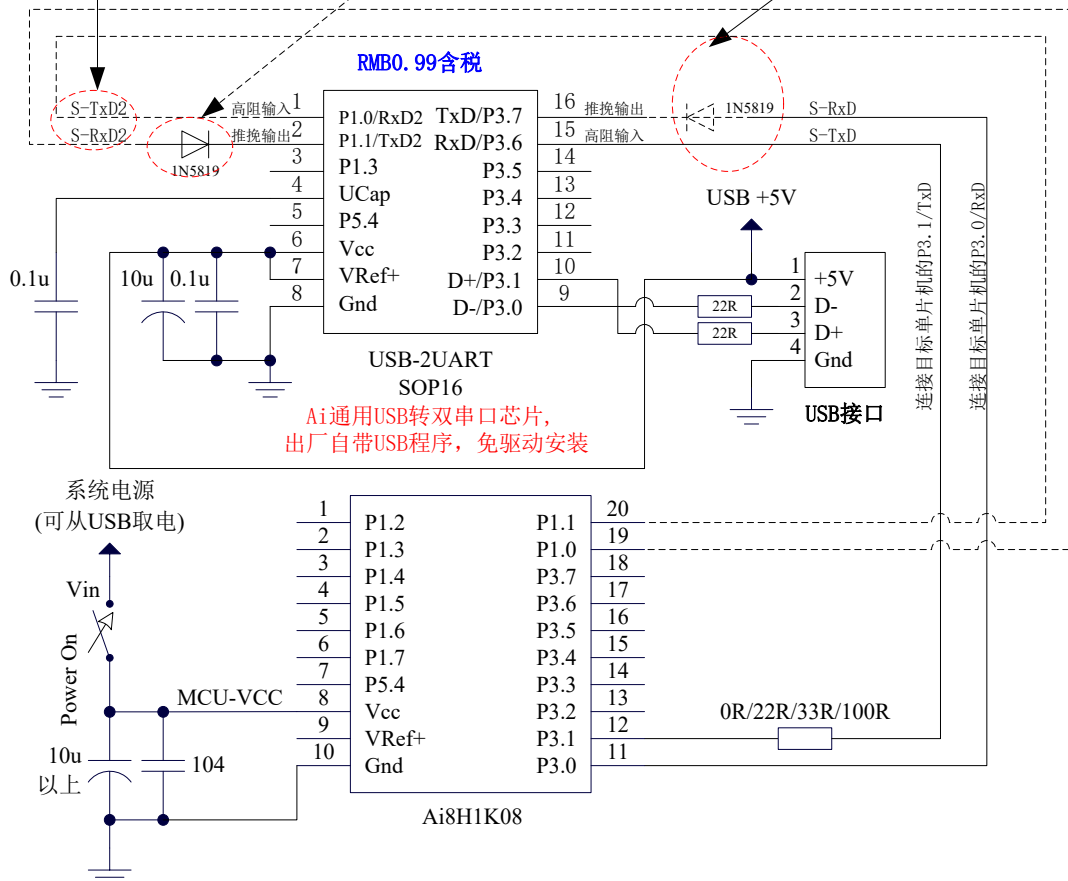 RMB0.99含税
S-TxD2
高阻输入
1
P1.0/RxD2
TxD/P3.7
16
推挽输出
1N5819
S-RxD
S-RxD2
1N5819
推挽输出
2
P1.1/TxD2
RxD/P3.6
15
高阻输入
S-TxD
3
P1.3
P3.5
14
4
UCap
P3.4
13
5
P5.4
P3.3
12
6
Vcc
P3.2
11
7
VRef+
D+/P3.1
10
8
Gnd
D-/P3.0
9
0.1u
10u
0.1u
USB-2UART
SOP16
Ai通用USB转双串口芯片,
出厂自带USB程序，免驱动安装
22R
22R
USB +5V
1
+5V
2
D-
3
D+
4
Gnd
USB接口
连接目标单片机的P3.1/TxD
连接目标单片机的P3.0/RxD
系统电源
(可从USB取电)
Vin
Power On
MCU-VCC
10u
以上
104
1
P1.2
P1.1
20
2
P1.3
P1.0
19
3
P1.4
P3.7
18
4
P1.5
P3.6
17
5
P1.6
P3.5
16
6
P1.7
P3.4
15
7
P5.4
P3.3
14
8
Vcc
P3.2
13
9
VRef+
P3.1
12
10
Gnd
P3.0
11
0R/22R/33R/100R
Ai8H1K08